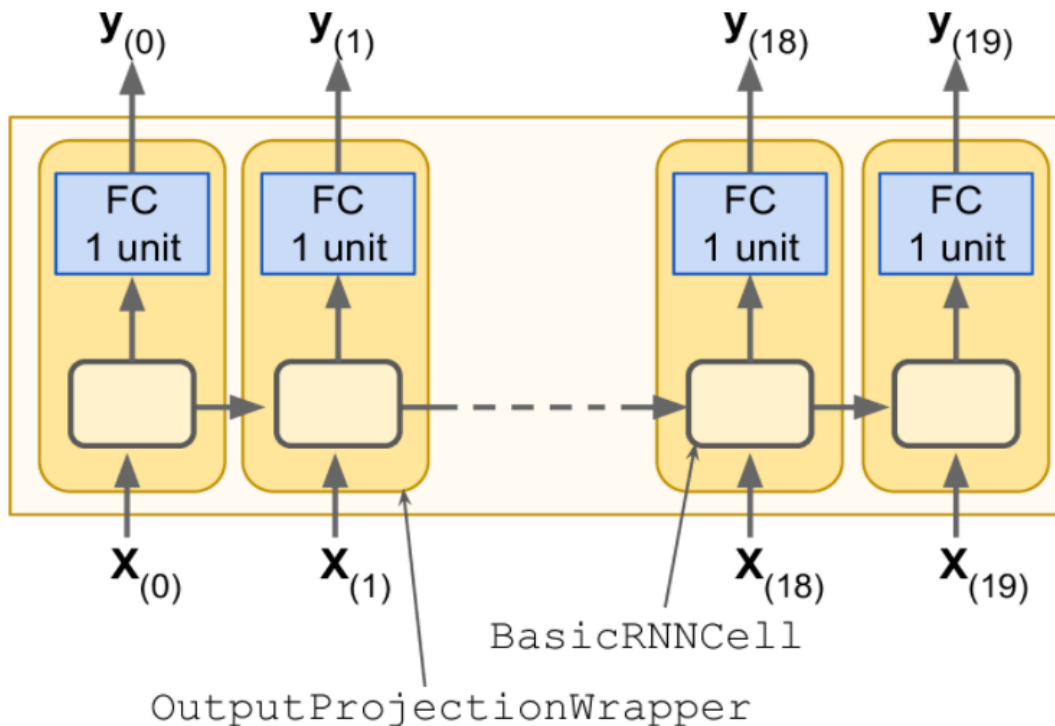 y(0) y(1) y(18) y(19)
FC FC FC FC
1 unit 1 unit 1 unit 1 unit
X(0) X(1) X(18) X(19)
BasicRNNCell
OutputProjectionWrapper